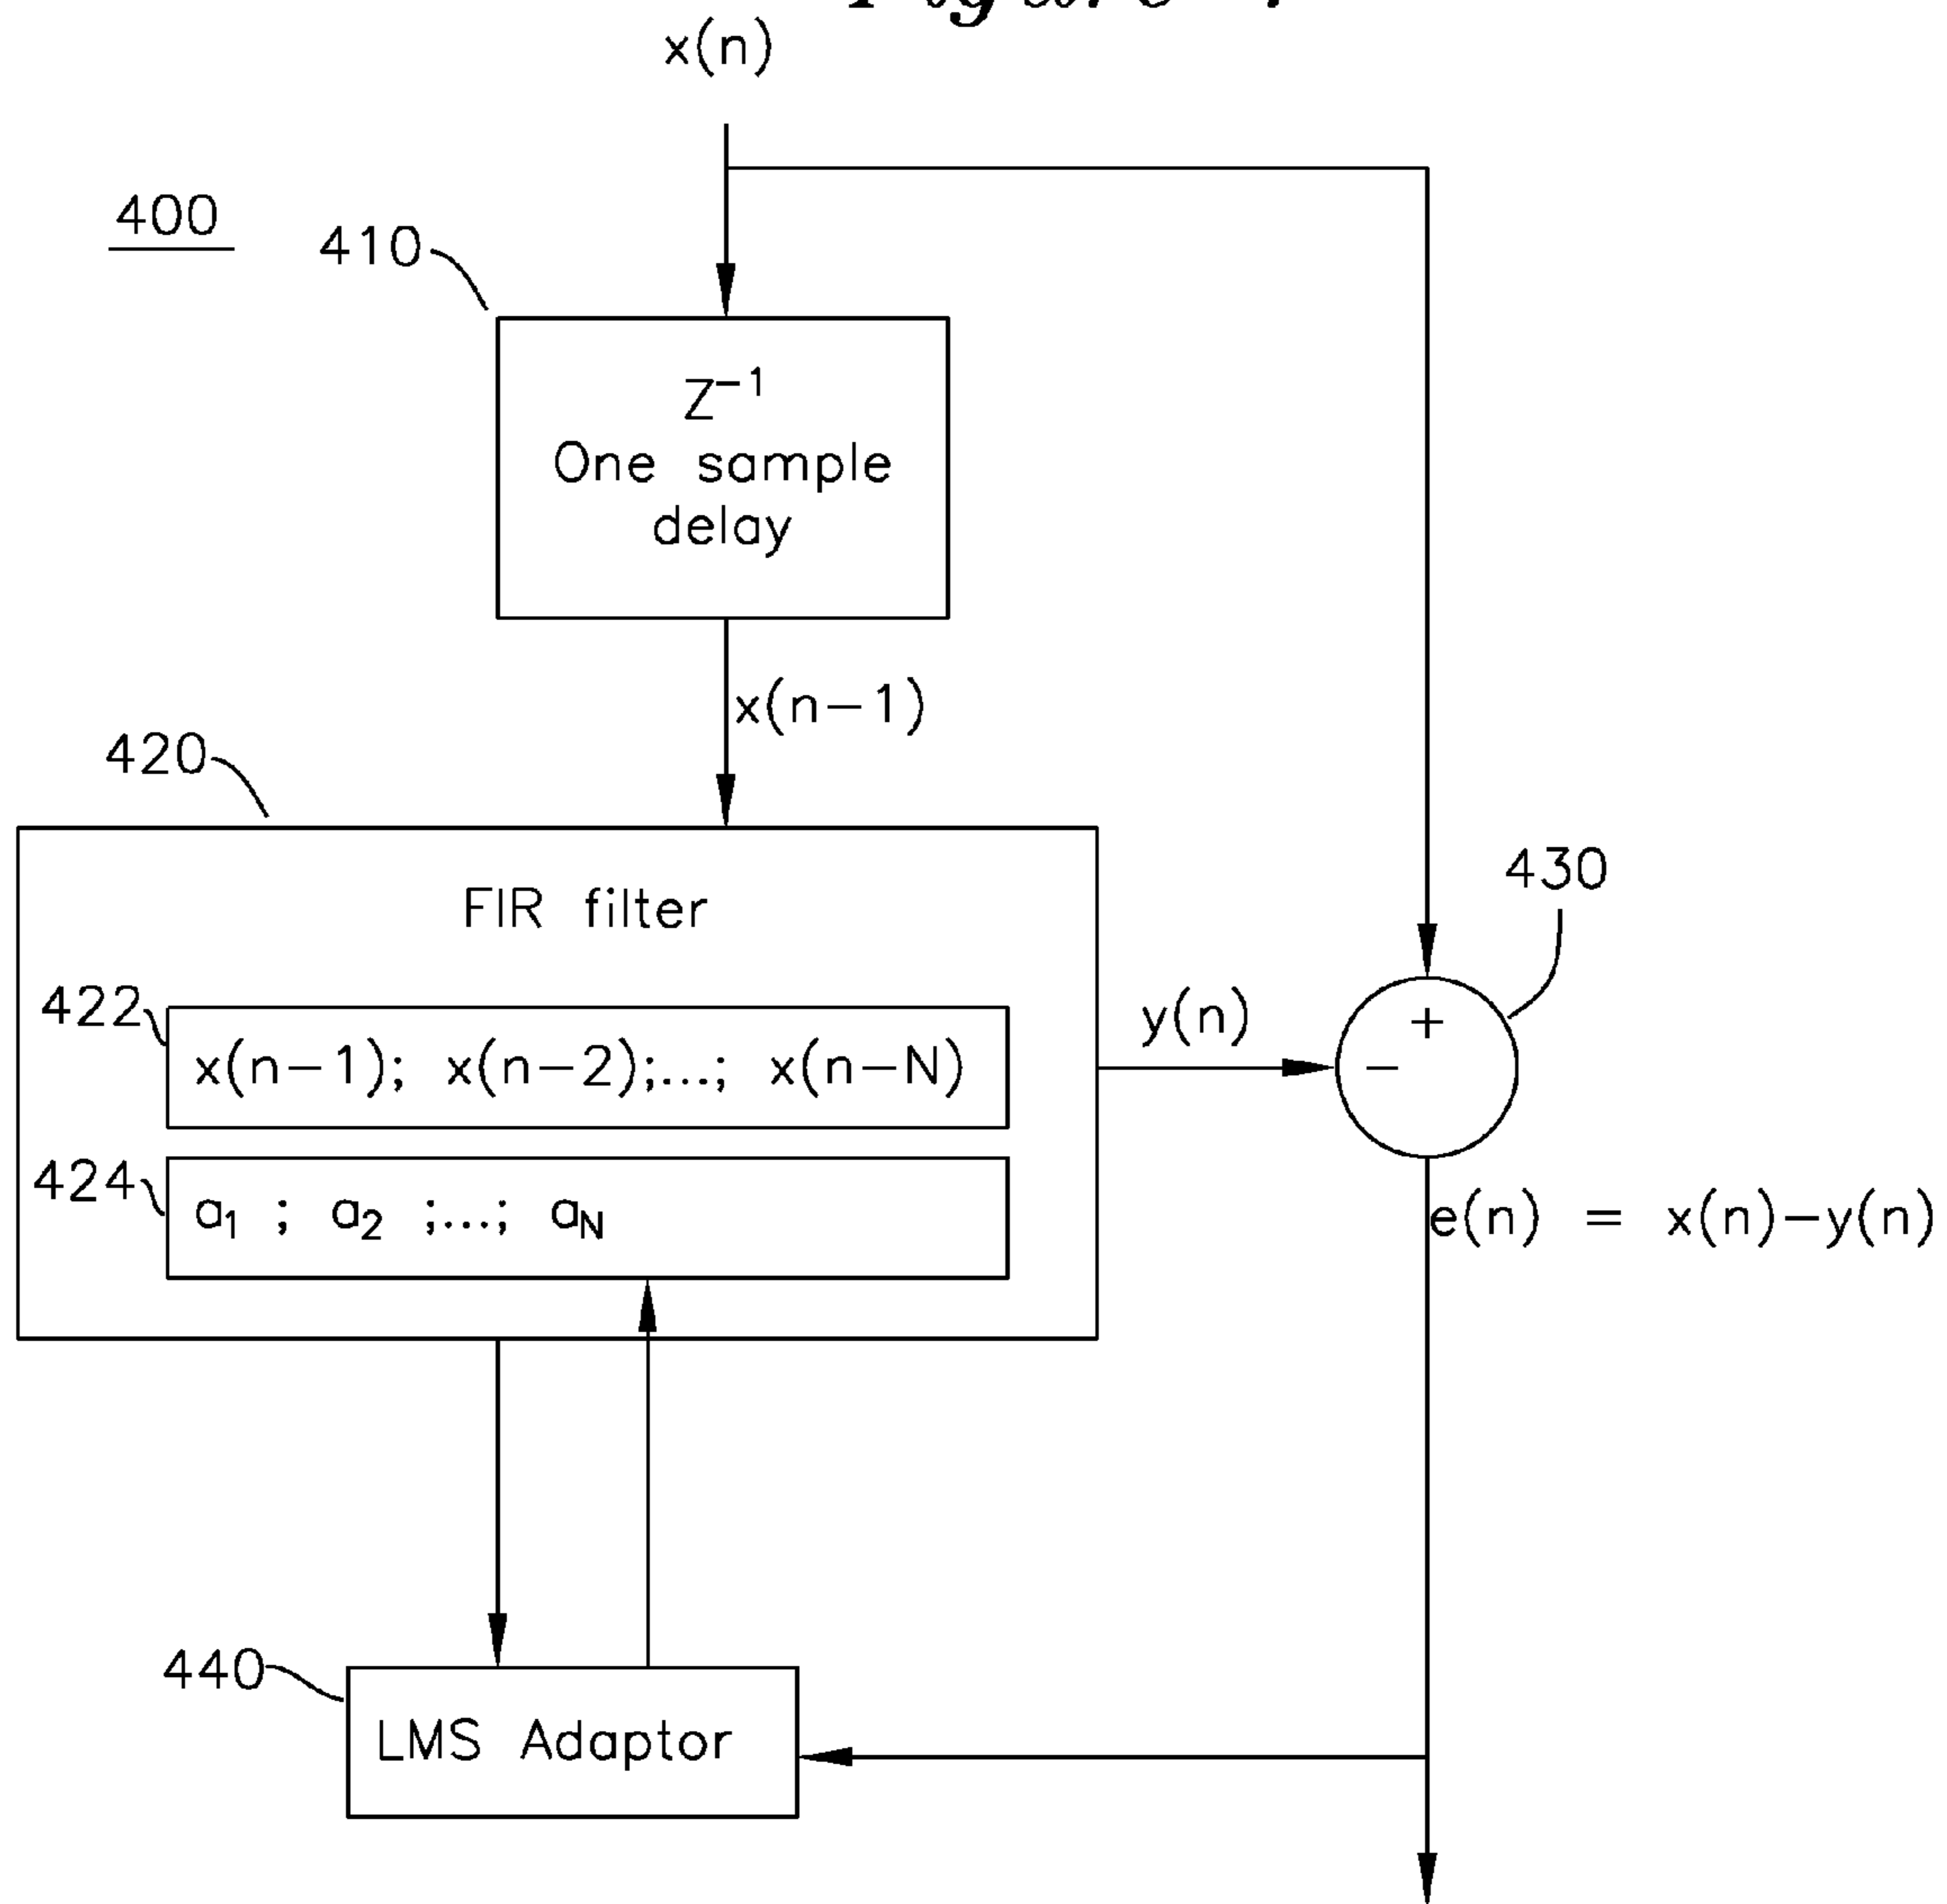 x(n)
400
410
Z⁻¹
One sample
delay
x(n-1)
420
FIR filter
430
422
x(n-1); x(n-2);...; x(n-N)
y(n)
+
-
424
a₁ ; a₂ ;...; a_N
e(n) = x(n)-y(n)
440
LMS Adaptor